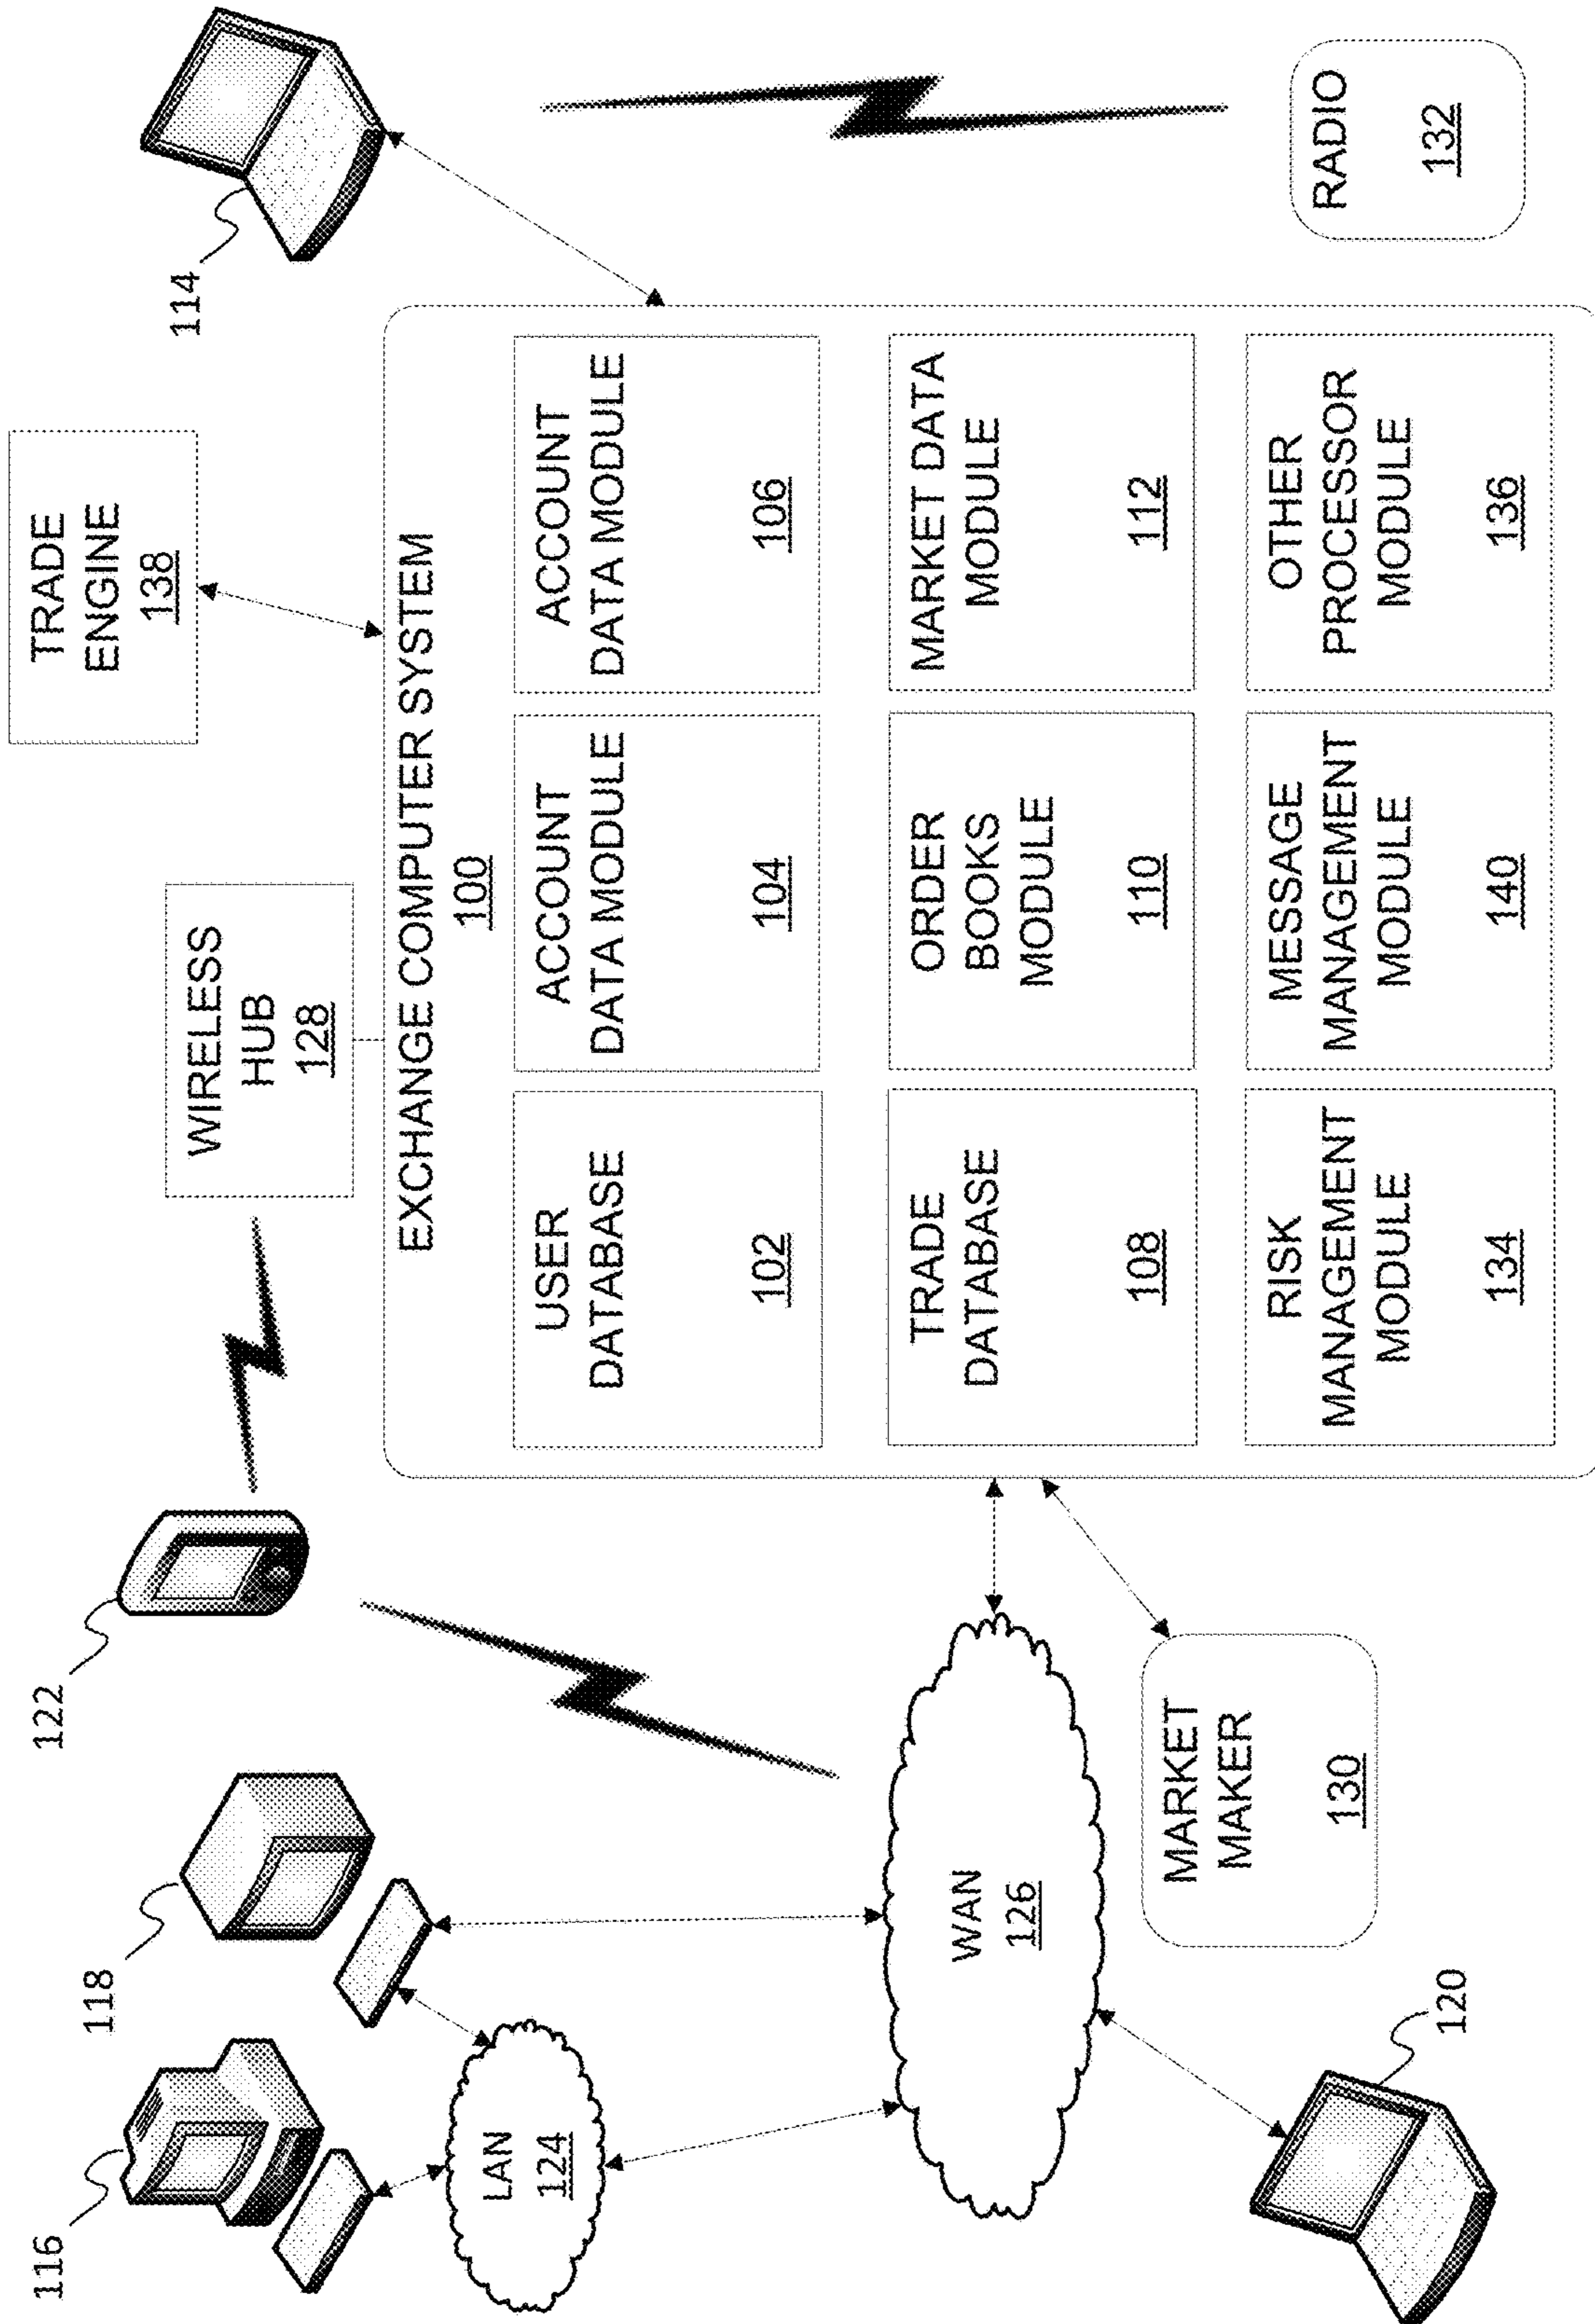 TRADE
ENGINE
138
114
WIRELESS
HUB
128
122
118
116
EXCHANGE COMPUTER SYSTEM
100
USER
DATABASE
102
ACCOUNT
DATA MODULE
104
ACCOUNT
DATA MODULE
106
TRADE
DATABASE
108
ORDER
BOOKS
MODULE
110
MARKET DATA
MODULE
112
RISK
MANAGEMENT
MODULE
134
MESSAGE
MANAGEMENT
MODULE
140
OTHER
PROCESSOR
MODULE
136
LAN
124
WAN
126
MARKET
MAKER
130
120
RADIO
132